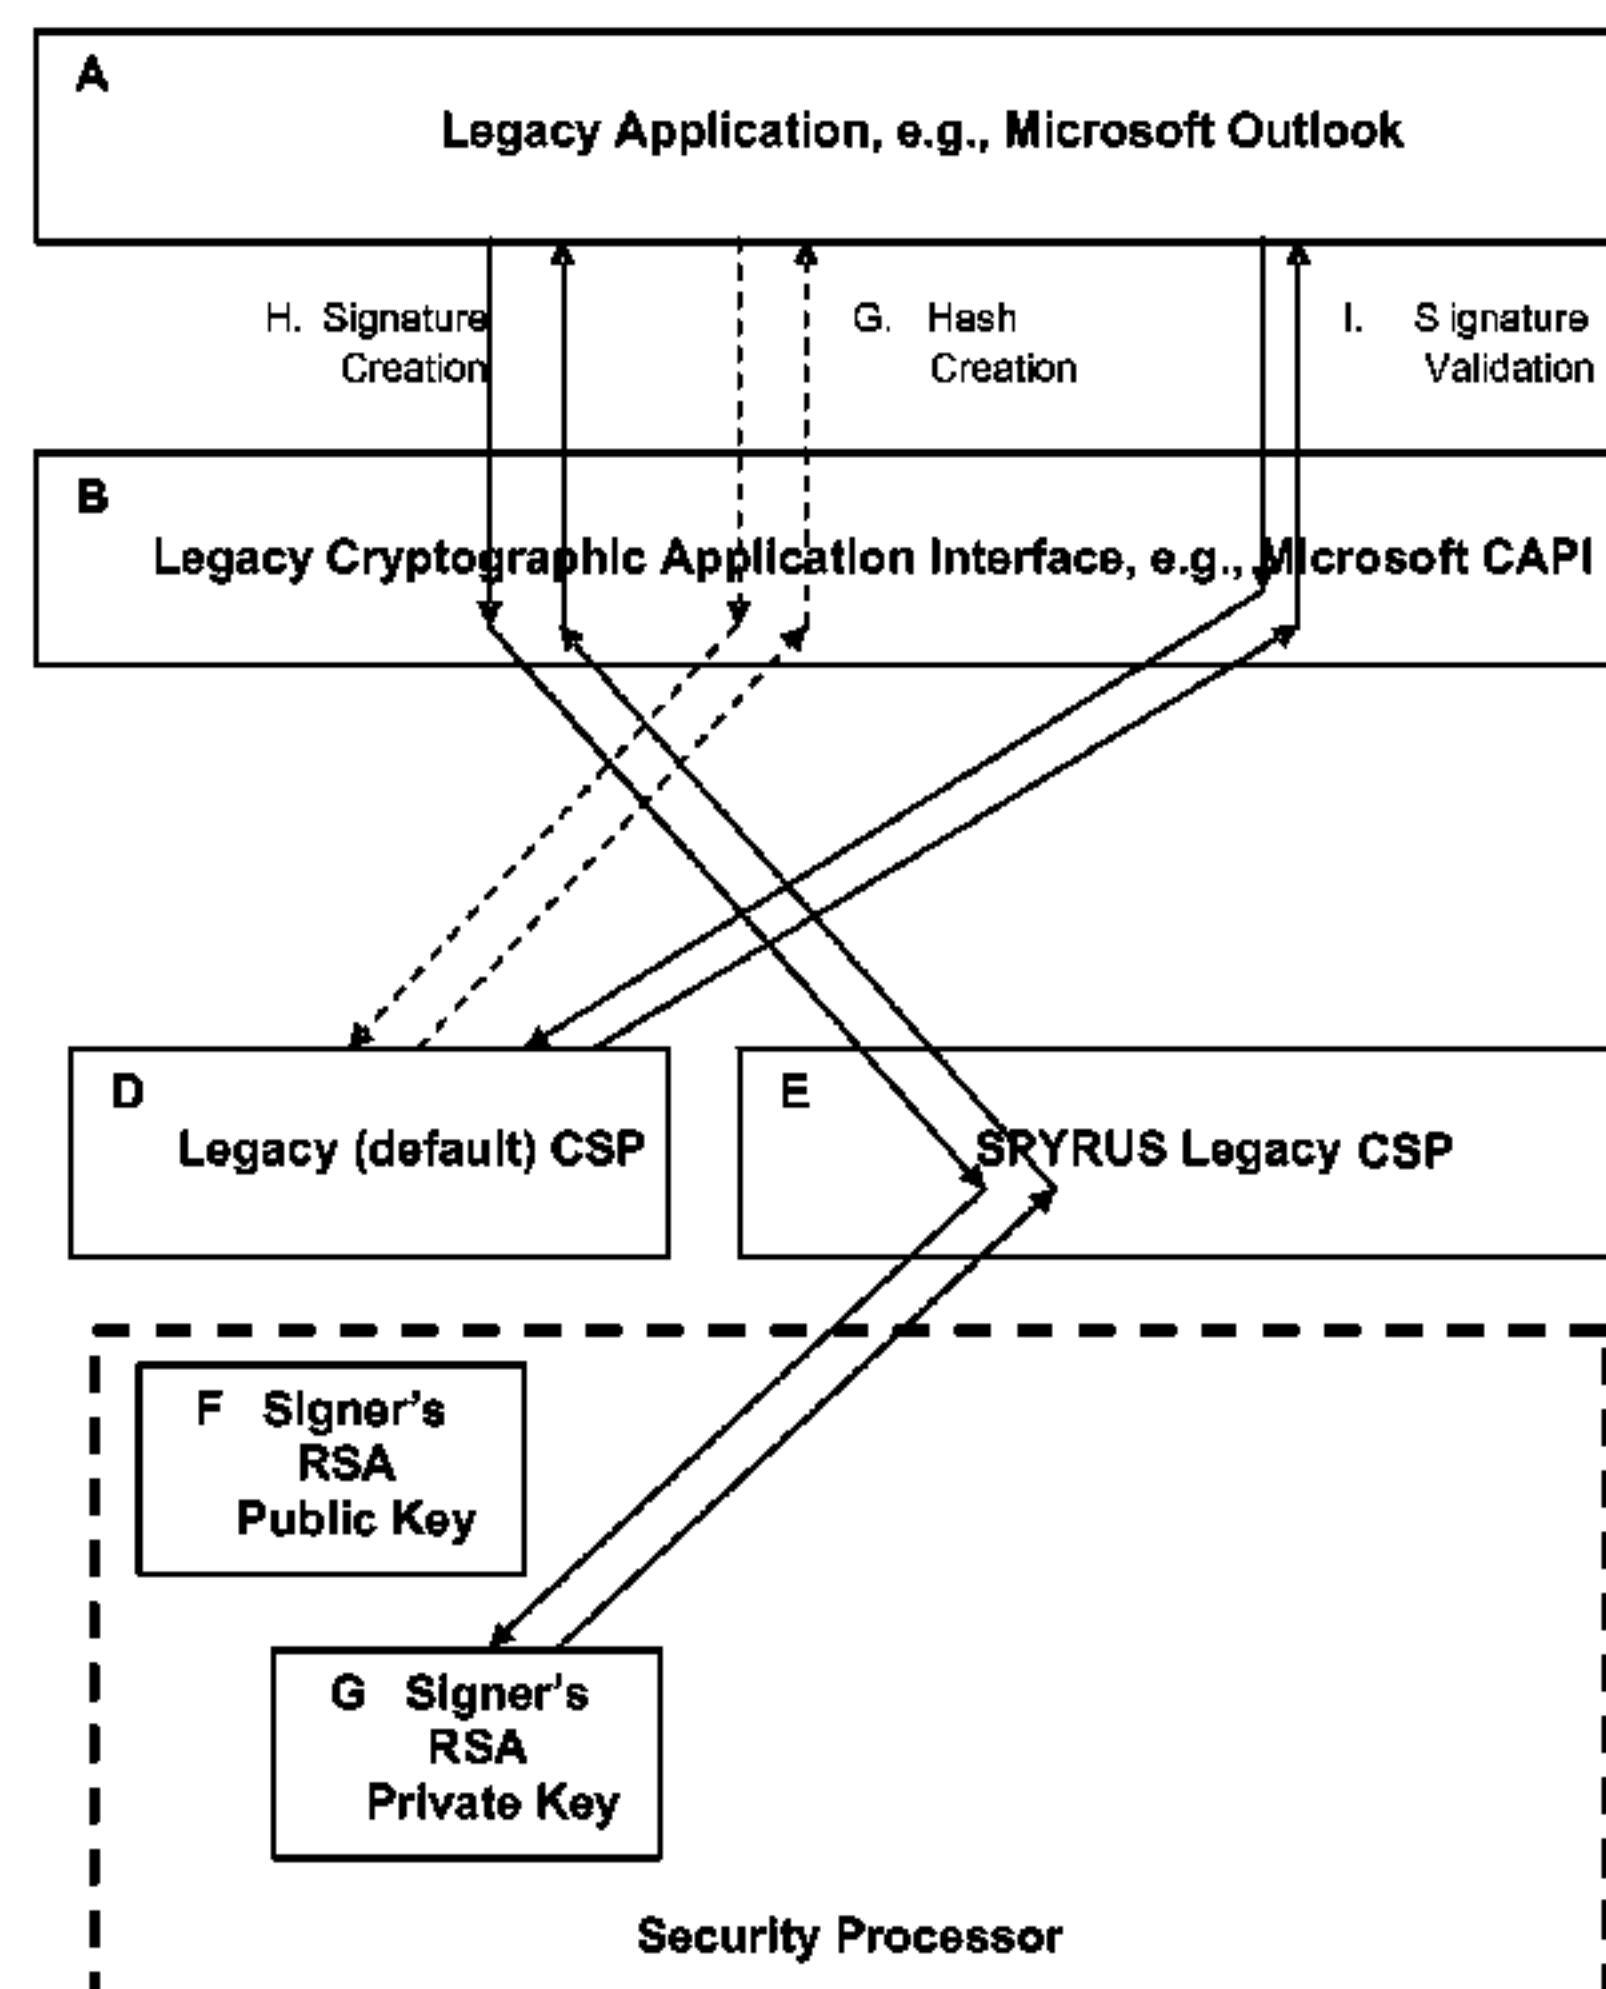 A
Legacy Application, e.g., Microsoft Outlook
H. Signature
Creation
G. Hash
Creation
I. S ignature
Validation
B
Legacy Cryptographic Application Interface, e.g., Microsoft CAPI
D
Legacy (default) CSP
E
SPYRUS Legacy CSP
F Signer's
RSA
Public Key
G Signer's
RSA
Private Key
Security Processor